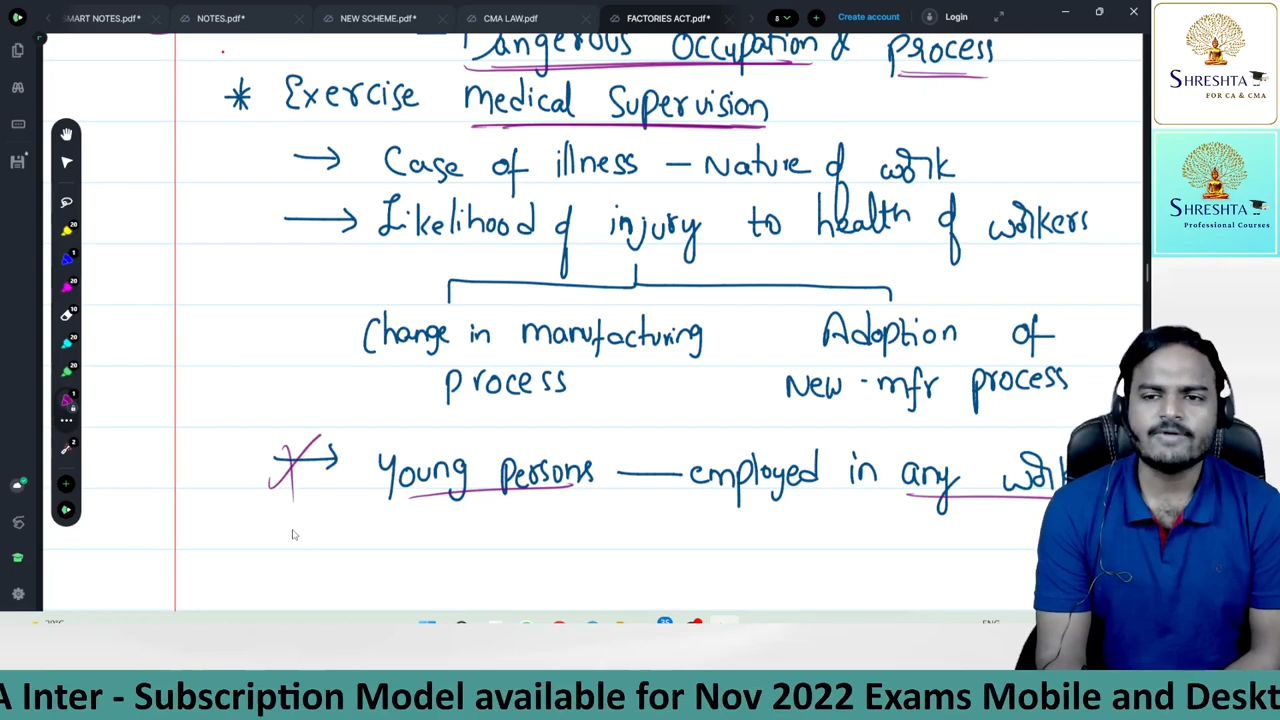 SMART NOTES.pdf*
NOTES.pdf*
NEW SCHEME.pdf*
CMA LAW.pdf
FACTORIES ACT.pdf*
8
Create account
Login
Dangerous Occupation & Process
* Exercise Medical Supervision
→ Case of illness – Nature of work
→ Likelihood of injury to health of workers
Change in manufacturing process
Adoption of New - mfr process
→ Young persons — employed in any work
SHRESHTA
FOR CA & CMA
SHRESHTA
Professional Courses
ENG
A Inter - Subscription Model available for Nov 2022 Exams Mobile and Deskt